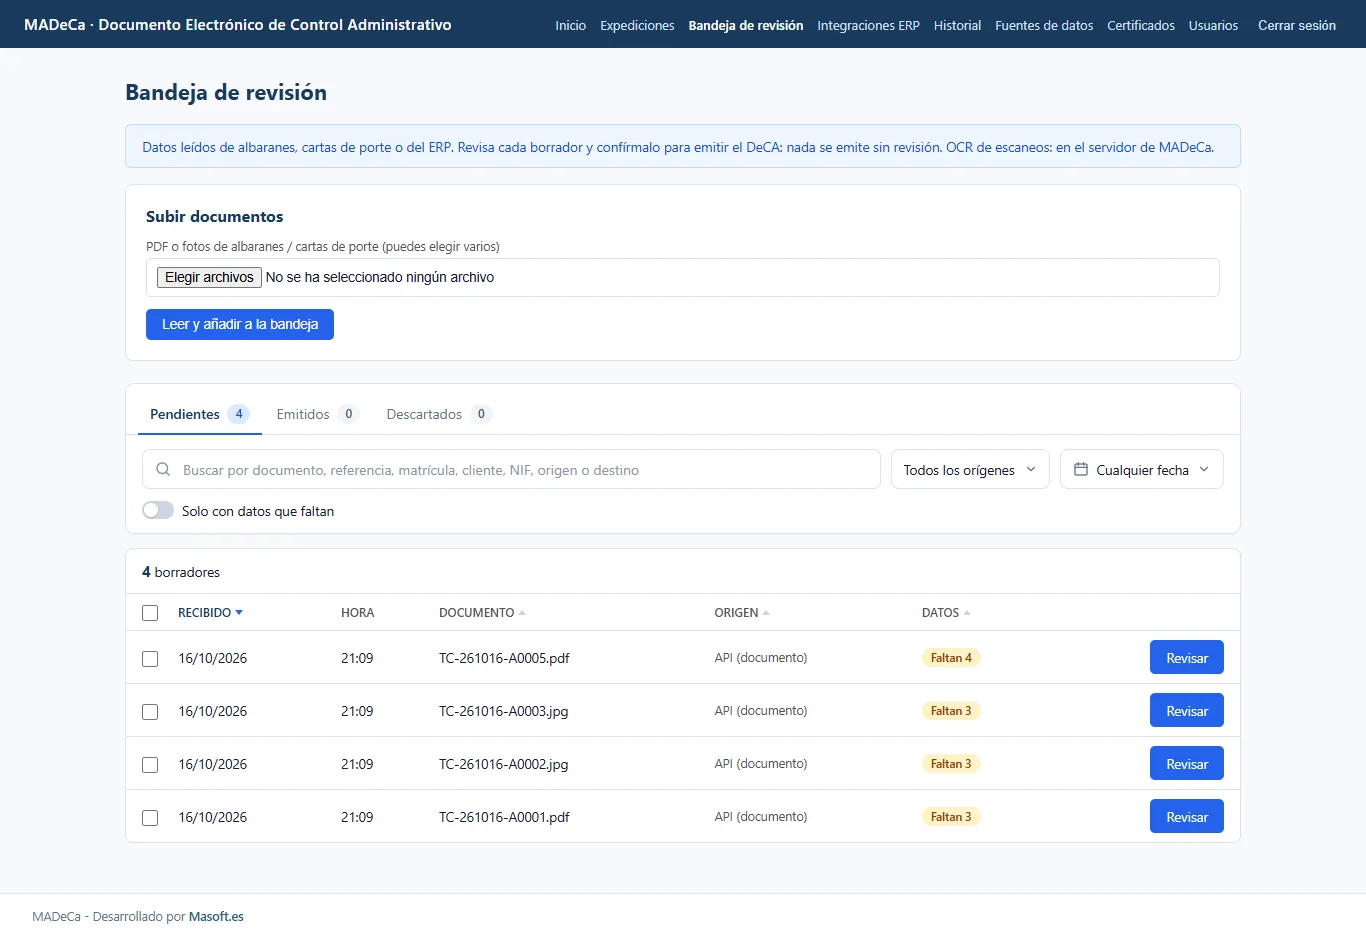 MADeCa · Documento Electrónico de Control Administrativo
Inicio Expediciones Bandeja de revisión Integraciones ERP Historial Fuentes de datos Certificados Usuarios Cerrar sesión
Bandeja de revisión
Datos leídos de albaranes, cartas de porte o del ERP. Revisa cada borrador y confírmalo para emitir el DeCA: nada se emite sin revisión. OCR de escaneos: en el servidor de MADeCa.
Subir documentos
PDF o fotos de albaranes / cartas de porte (puedes elegir varios)
Elegir archivos No se ha seleccionado ningún archivo
Leer y añadir a la bandeja
Pendientes 4 Emitidos 0 Descartados 0
Buscar por documento, referencia, matrícula, cliente, NIF, origen o destino Todos los orígenes Cualquier fecha
Solo con datos que faltan
4 borradores
RECIBIDO HORA DOCUMENTO ORIGEN DATOS
16/10/2026 21:09 TC-261016-A0005.pdf API (documento) Faltan 4 Revisar
16/10/2026 21:09 TC-261016-A0003.jpg API (documento) Faltan 3 Revisar
16/10/2026 21:09 TC-261016-A0002.jpg API (documento) Faltan 3 Revisar
16/10/2026 21:09 TC-261016-A0001.pdf API (documento) Faltan 3 Revisar
MADeCa - Desarrollado por Masoft.es